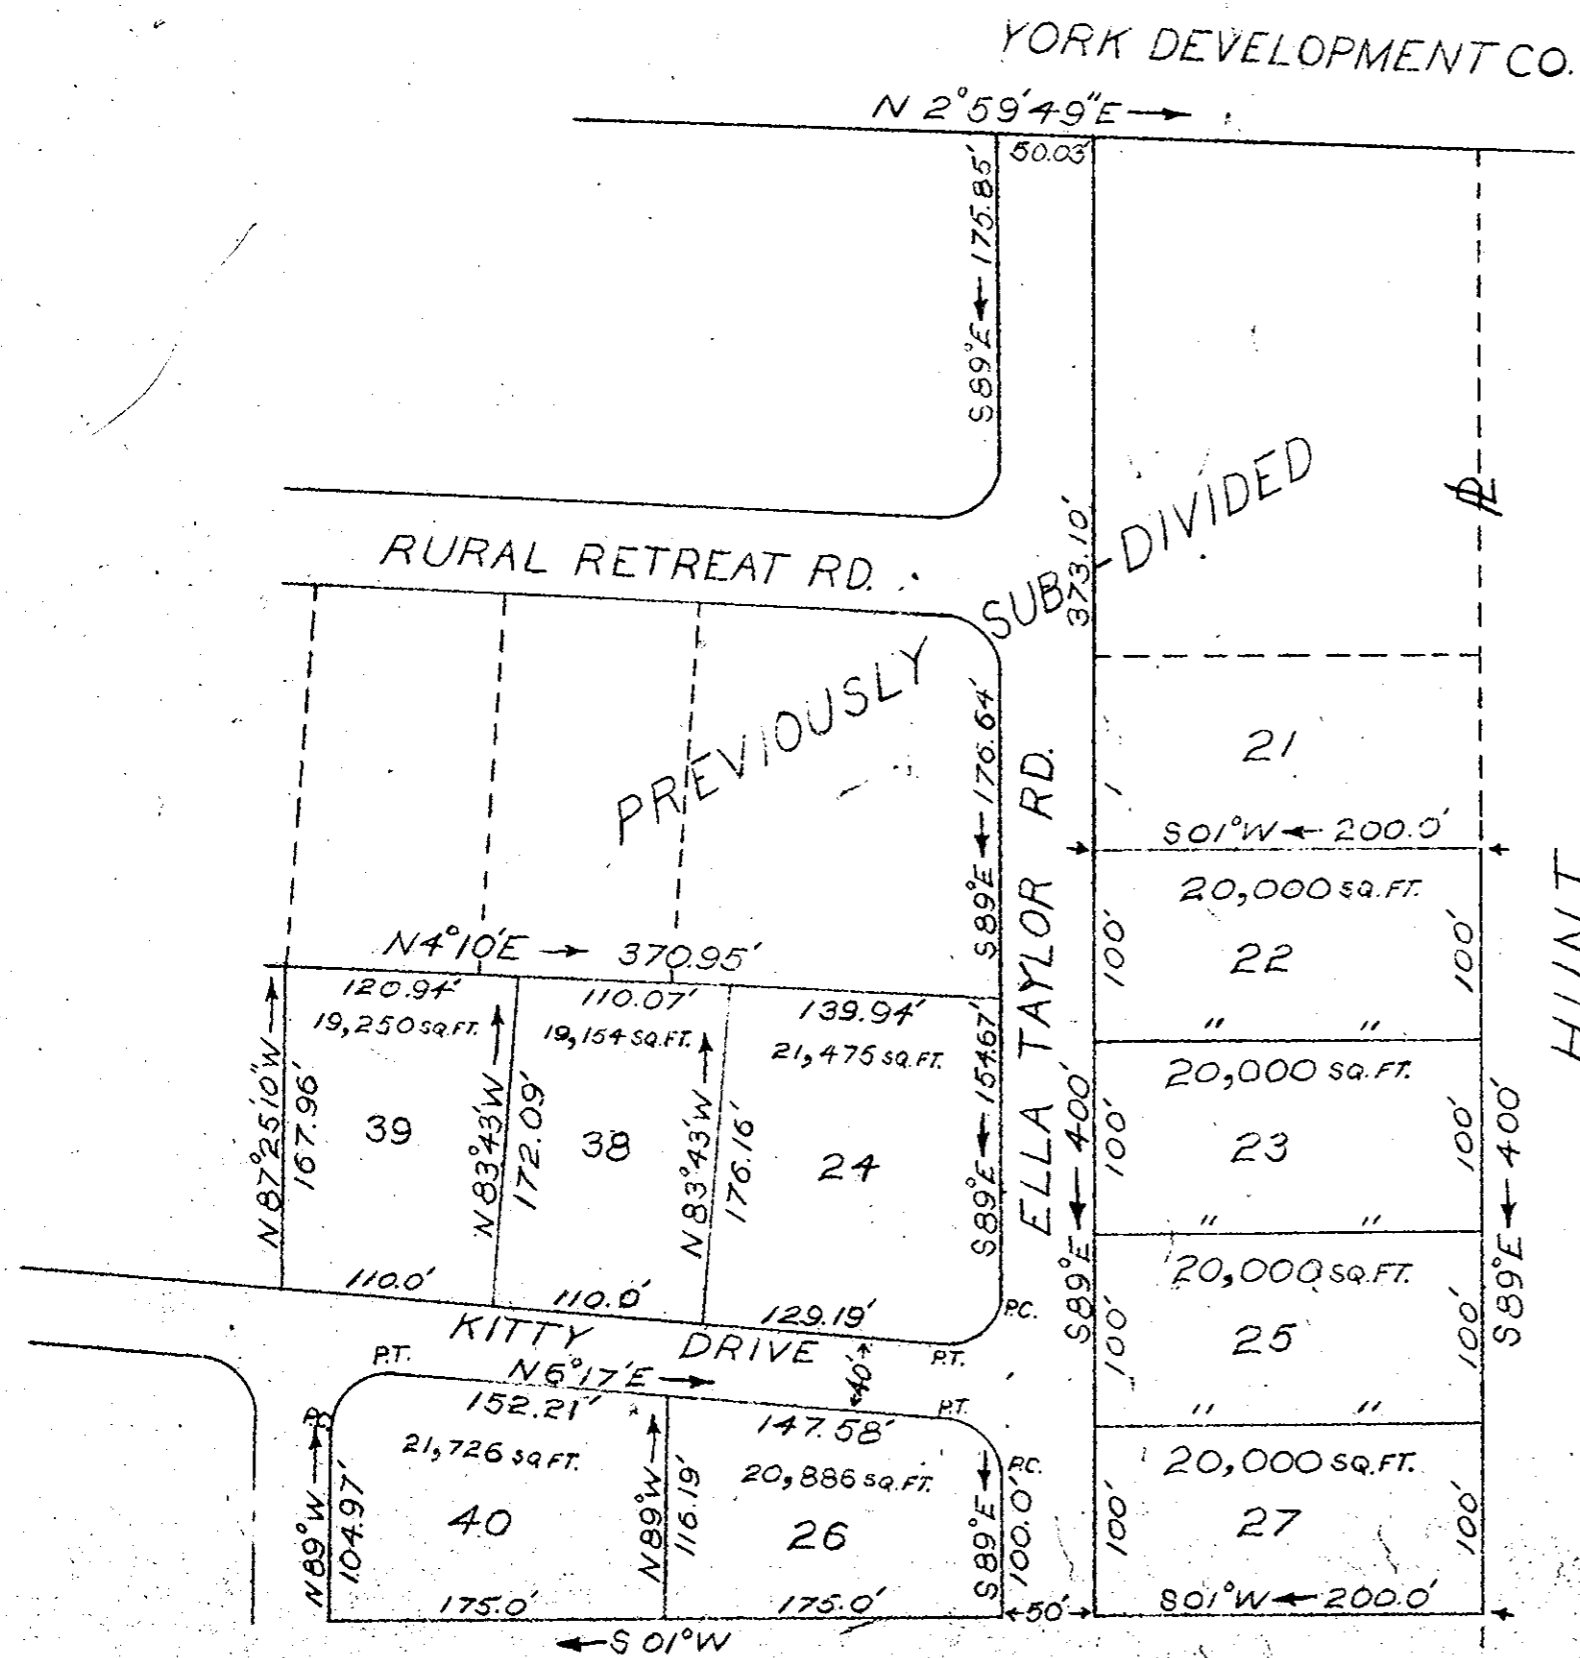 YORK DEVELOPMENT CO.
N 2°59'49"E
50.03'
S89°E 175.85'
RURAL RETREAT RD.
PREVIOUSLY SUB-DIVIDED
373.10'
PL
S89°E 176.64'
ELLA TAYLOR RD.
21
S01°W 200.0'
20,000 SQ.FT.
22
100'
100'
" "
20,000 SQ.FT.
23
100'
100'
" "
20,000 SQ.FT.
25
100'
100'
" "
20,000 SQ.FT.
27
100'
100'
S01°W 200.0'
S89°E 400'
S89°E 400'
HUNT
N4°10'E 370.95'
120.94'
19,250 SQ.FT.
39
N87°25'10"W
167.96'
110.0'
110.07'
19,154 SQ.FT.
38
N83°43'W
172.09'
110.0'
139.94'
21,475 SQ.FT.
24
N83°43'W
176.16'
129.19'
S89°E 154.67'
P.C.
P.T.
KITTY DRIVE
40'
P.T.
N6°17'E
152.21'
21,726 SQ.FT.
40
P.C.
N89°W
104.97'
175.0'
147.58'
P.T.
20,886 SQ.FT.
26
N89°W
116.19'
175.0'
P.C.
S89°E
100.0'
50'
S 01°W